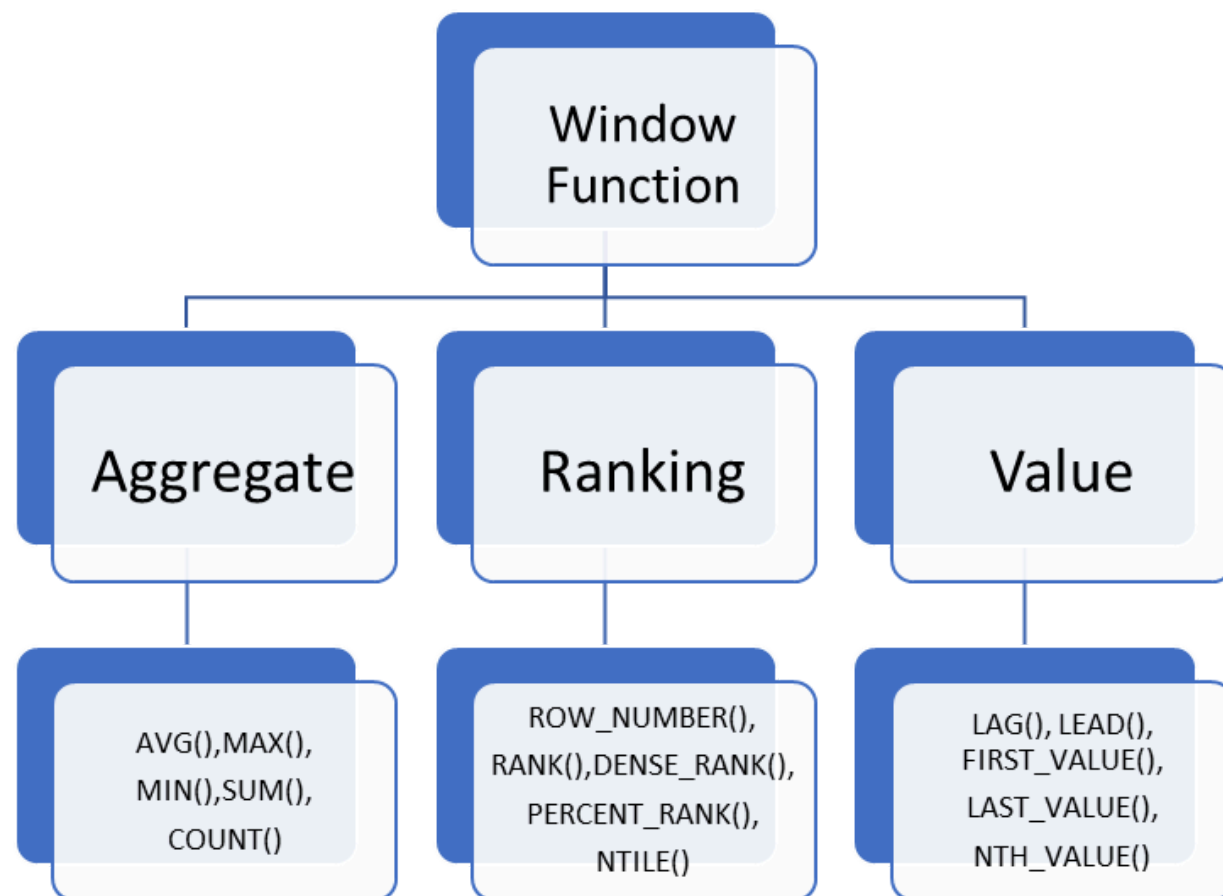 Window
Function
Aggregate
Ranking
Value
AVG(),MAX(),
MIN(),SUM(),
COUNT()
ROW_NUMBER(),
RANK(),DENSE_RANK(),
PERCENT_RANK(),
NTILE()
LAG(), LEAD(),
FIRST_VALUE(),
LAST_VALUE(),
NTH_VALUE()